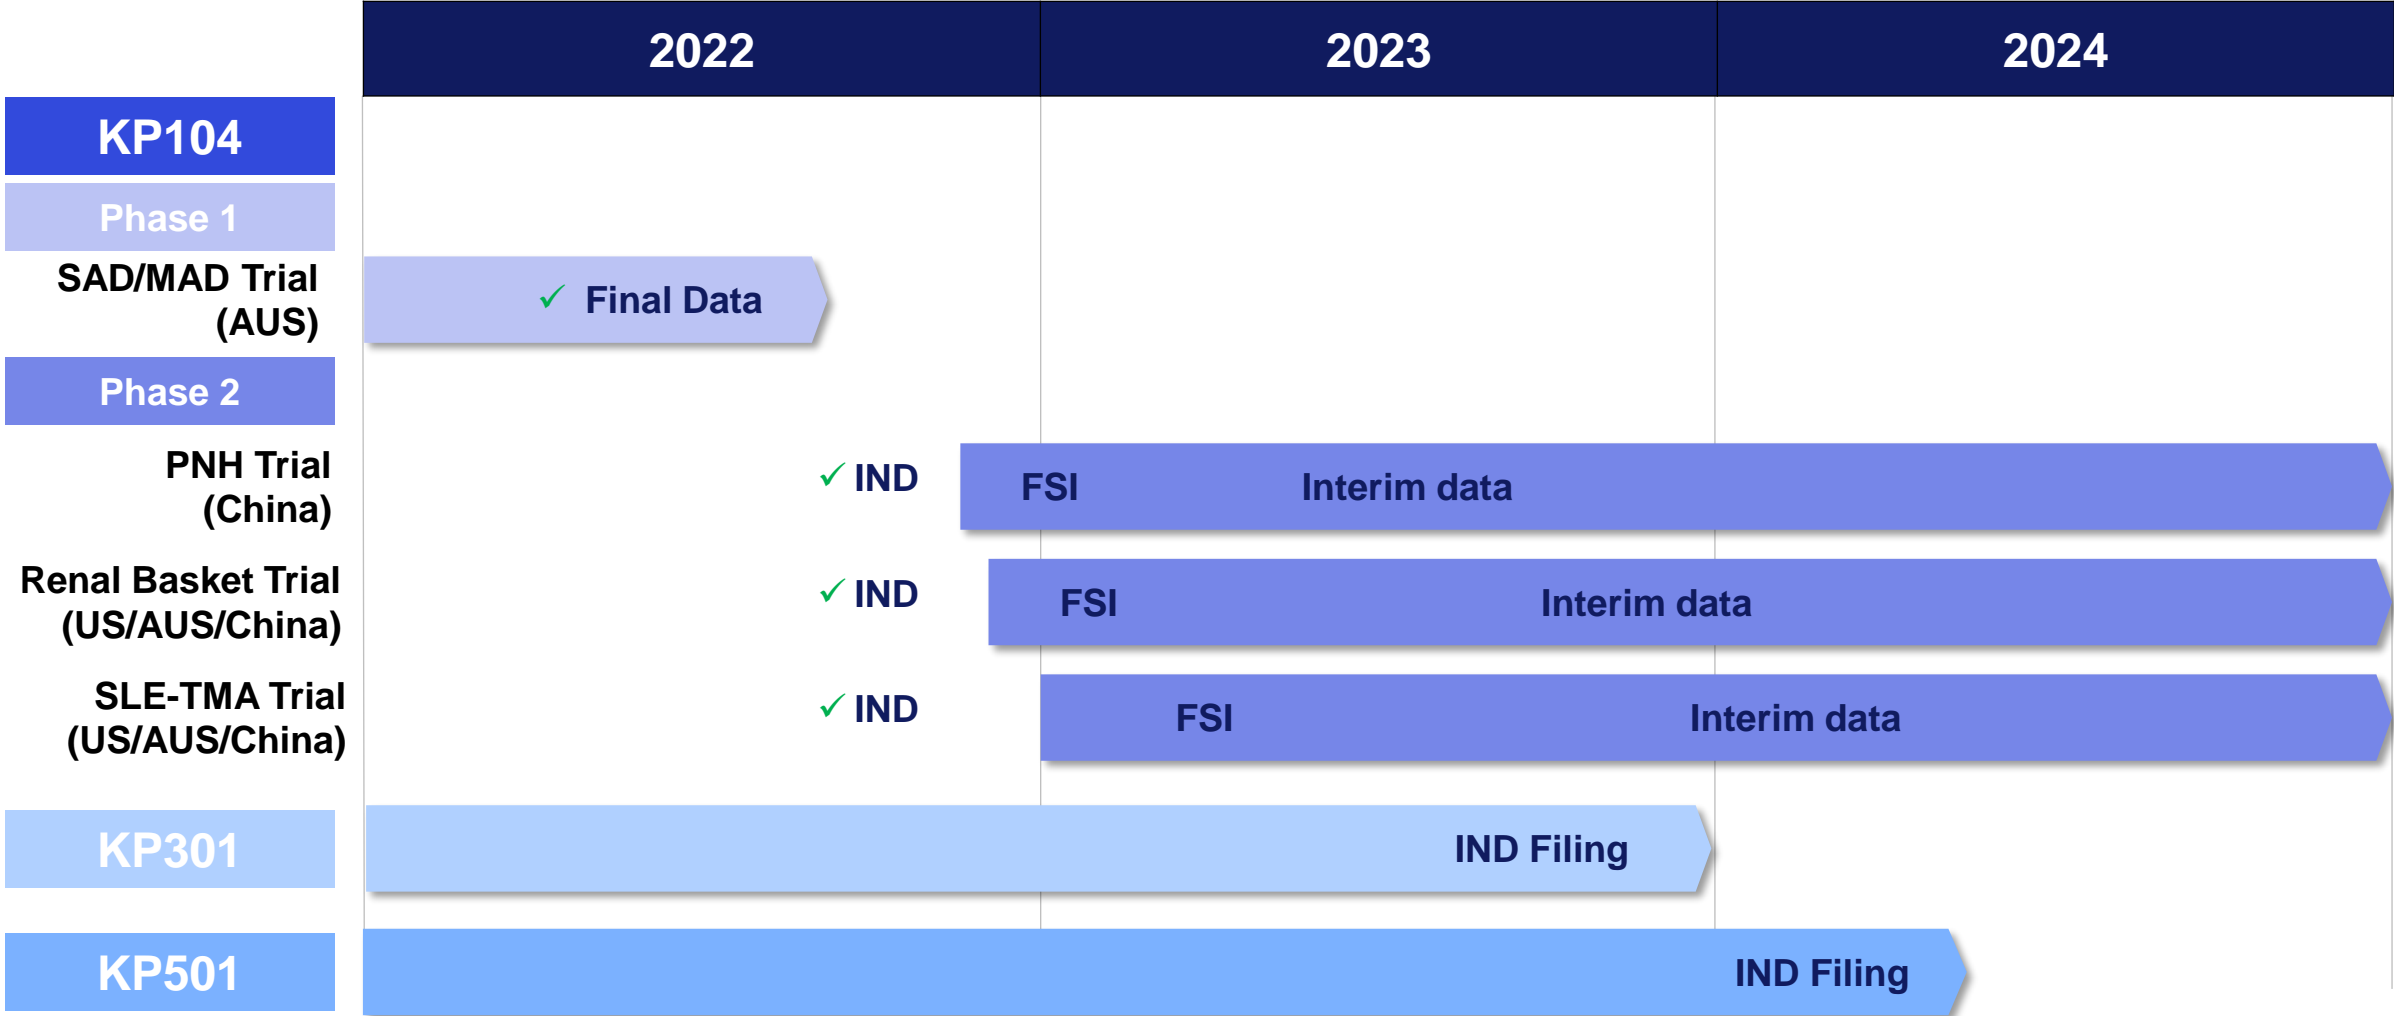 2022 2023 2024
KP104
Phase 1
SAD/MAD Trial
(AUS)
✓ Final Data
Phase 2
PNH Trial
(China)
✓ IND FSI Interim data
Renal Basket Trial
(US/AUS/China)
✓ IND FSI Interim data
SLE-TMA Trial
(US/AUS/China)
✓ IND FSI Interim data
KP301 IND Filing
KP501 IND Filing